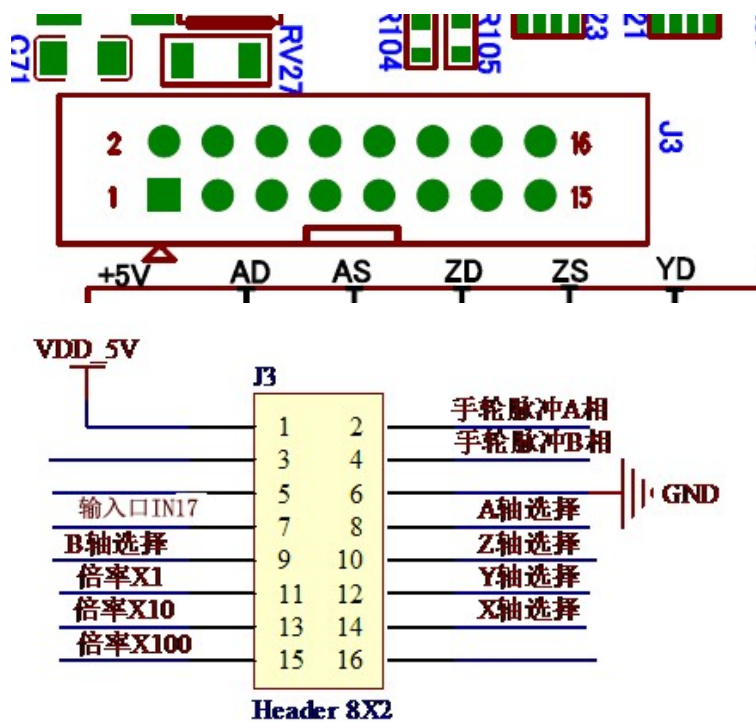 C71
RV27
R104
R105
23
21
2
16
J3
1
15
+5V AD AS ZD ZS YD
VDD_5V
J3
1 2 手轮脉冲A相
3 4 手轮脉冲B相
5 6 GND
输入口IN17 7 8 A轴选择
B轴选择 9 10 Z轴选择
倍率X1 11 12 Y轴选择
倍率X10 13 14 X轴选择
倍率X100 15 16
Header 8X2